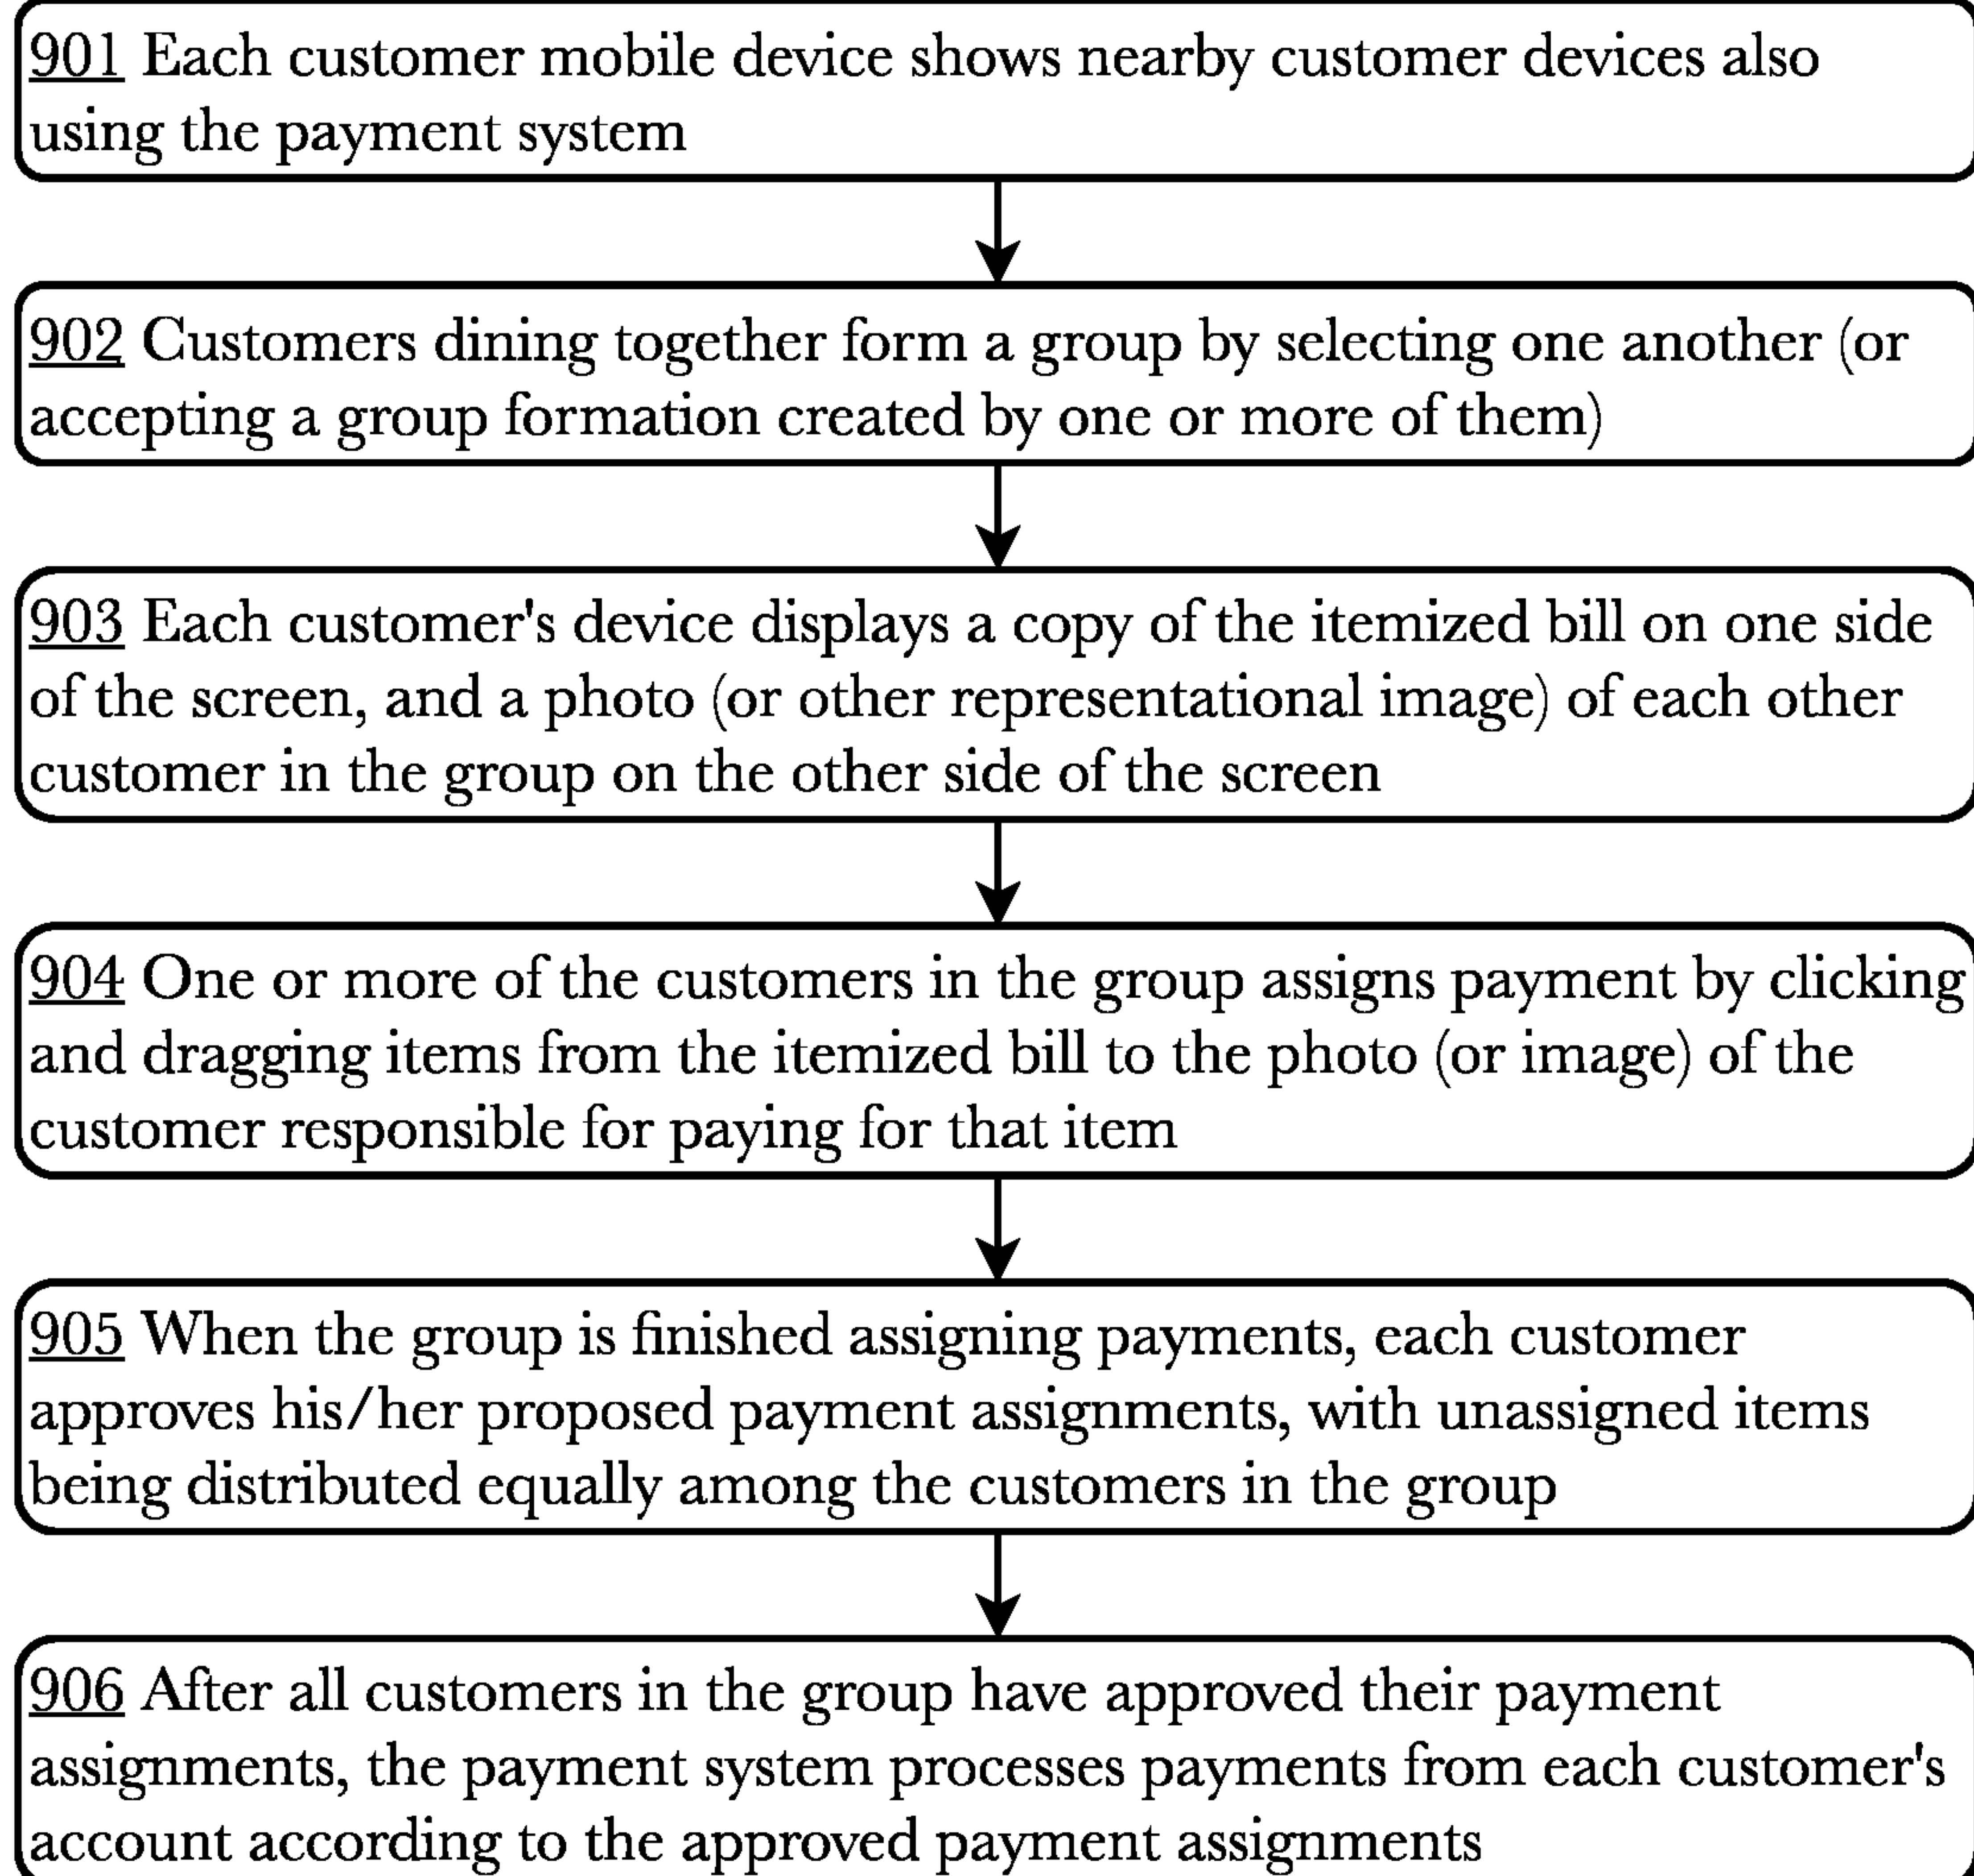 901 Each customer mobile device shows nearby customer devices also
using the payment system
902 Customers dining together form a group by selecting one another (or
accepting a group formation created by one or more of them)
903 Each customer's device displays a copy of the itemized bill on one side
of the screen, and a photo (or other representational image) of each other
customer in the group on the other side of the screen
904 One or more of the customers in the group assigns payment by clicking
and dragging items from the itemized bill to the photo (or image) of the
customer responsible for paying for that item
905 When the group is finished assigning payments, each customer
approves his/her proposed payment assignments, with unassigned items
being distributed equally among the customers in the group
906 After all customers in the group have approved their payment
assignments, the payment system processes payments from each customer's
account according to the approved payment assignments